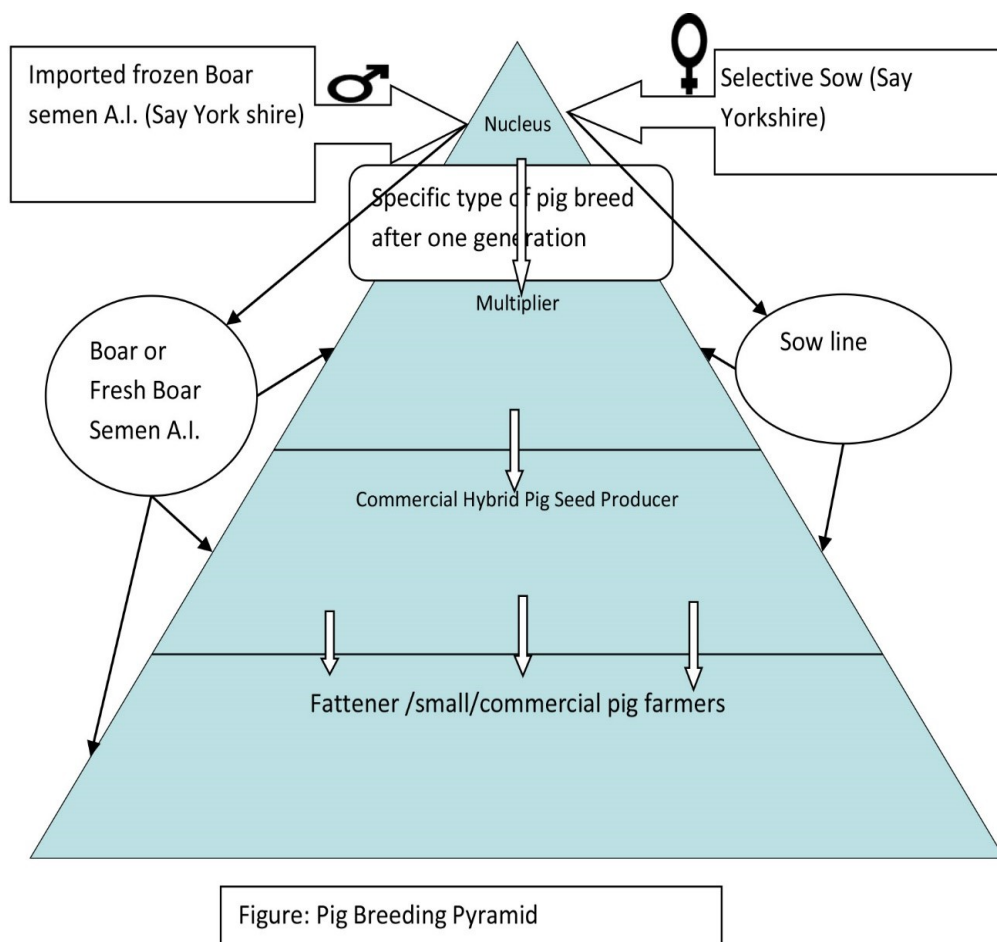 Imported frozen Boar
semen A.I. (Say York shire)
Selective Sow (Say
Yorkshire)
Nucleus
Specific type of pig breed
after one generation
Multiplier
Boar or
Fresh Boar
Semen A.I.
Sow line
Commercial Hybrid Pig Seed Producer
Fattener /small/commercial pig farmers
Figure: Pig Breeding Pyramid